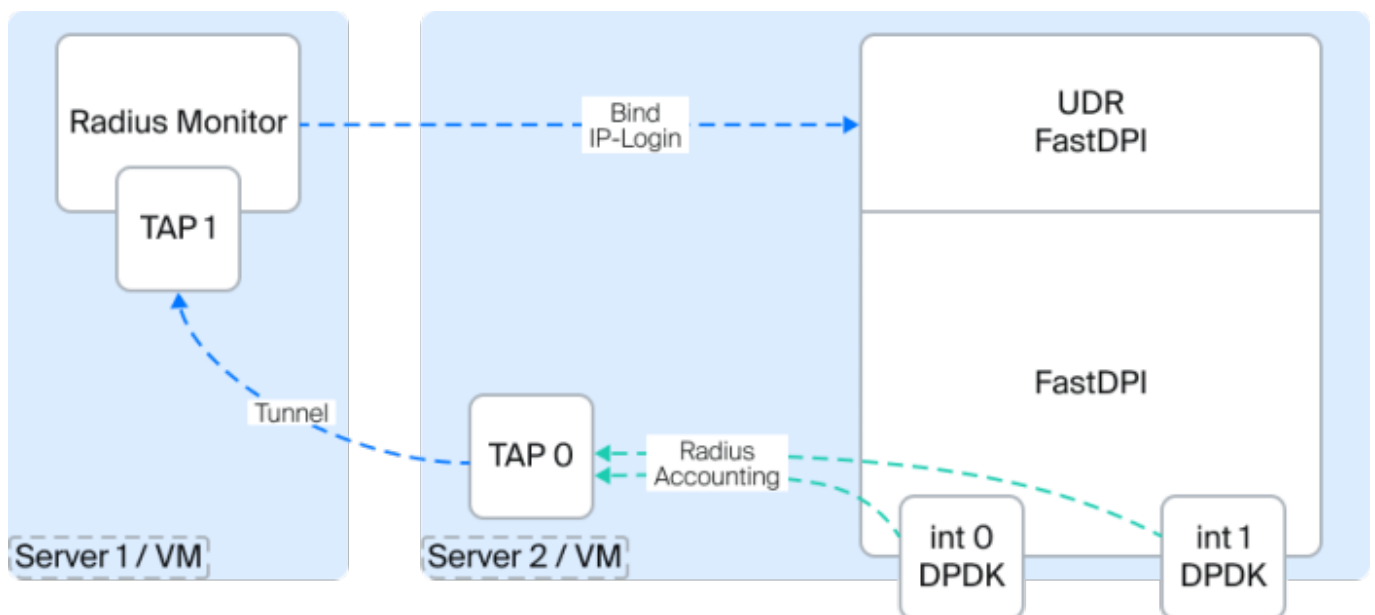 Radius Monitor
TAP 1
Bind
IP-Login
UDR
FastDPI
FastDPI
Tunnel
TAP 0
Radius
Accounting
int 0
DPDK
int 1
DPDK
Server 1 / VM
Server 2 / VM